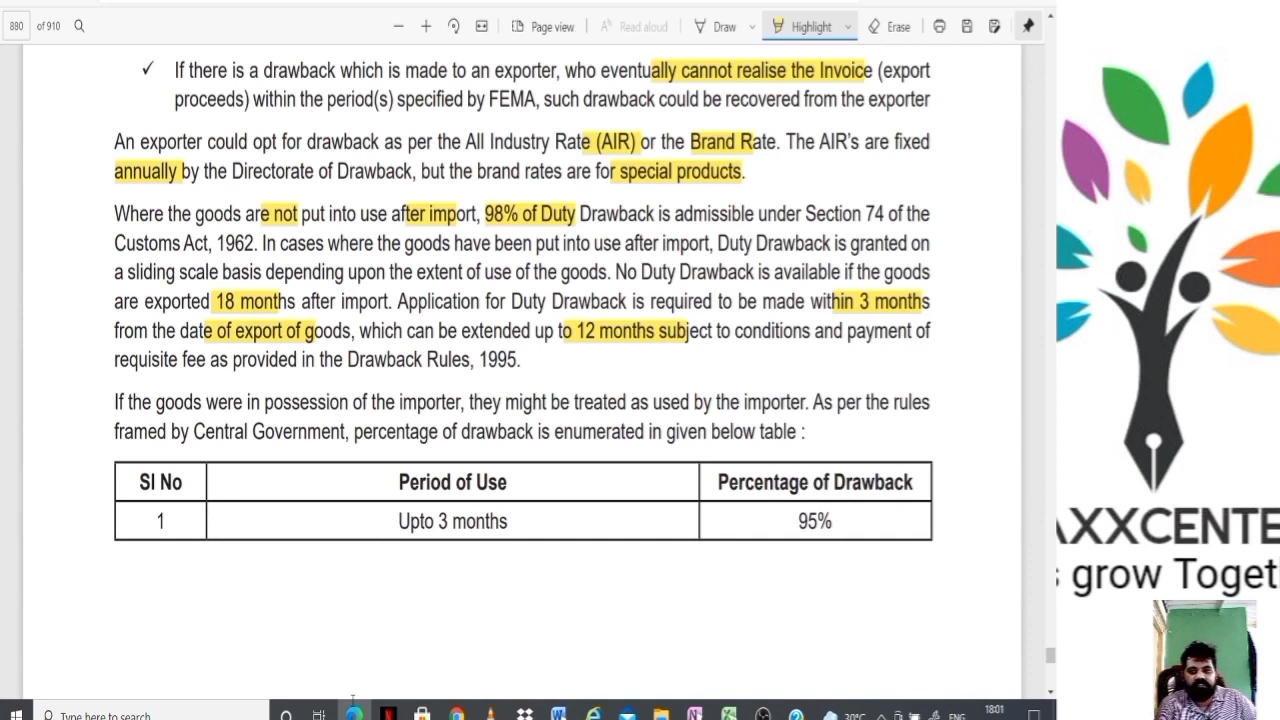 880 of 910 Page view Read aloud Draw Highlight Erase
✓ If there is a drawback which is made to an exporter, who eventually cannot realise the Invoice (export
proceeds) within the period(s) specified by FEMA, such drawback could be recovered from the exporter
An exporter could opt for drawback as per the All Industry Rate (AIR) or the Brand Rate. The AIR's are fixed
annually by the Directorate of Drawback, but the brand rates are for special products.
Where the goods are not put into use after import, 98% of Duty Drawback is admissible under Section 74 of the
Customs Act, 1962. In cases where the goods have been put into use after import, Duty Drawback is granted on
a sliding scale basis depending upon the extent of use of the goods. No Duty Drawback is available if the goods
are exported 18 months after import. Application for Duty Drawback is required to be made within 3 months
from the date of export of goods, which can be extended up to 12 months subject to conditions and payment of
requisite fee as provided in the Drawback Rules, 1995.
If the goods were in possession of the importer, they might be treated as used by the importer. As per the rules
framed by Central Government, percentage of drawback is enumerated in given below table :
Sl No Period of Use Percentage of Drawback
1 Upto 3 months 95%
AXXCENTE
s grow Togeth
Type here to search 30°C ENG 18:01